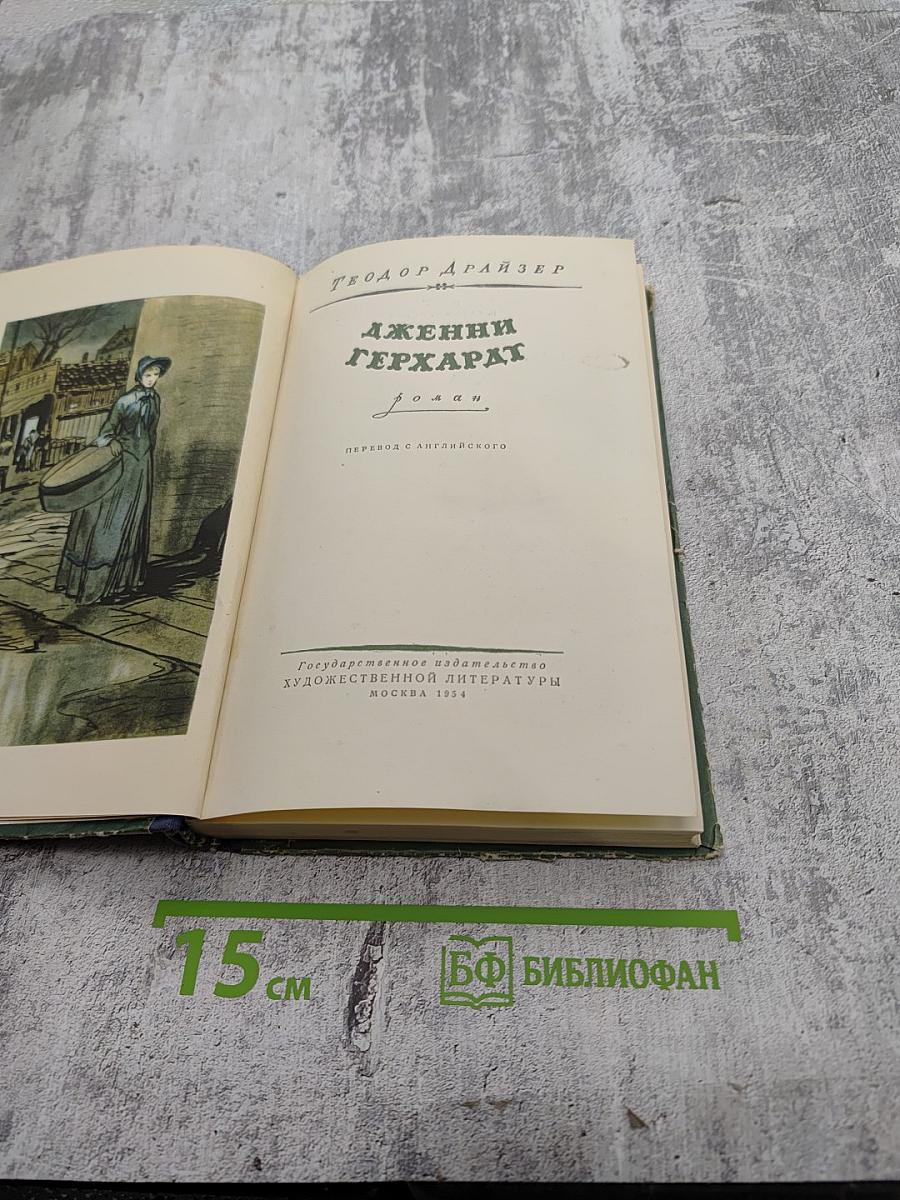 Теодор Драйзер
ДЖЕННИ
ГЕРХАРДТ
роман
ПЕРЕВОД С АНГЛИЙСКОГО
Государственное издательство
ХУДОЖЕСТВЕННОЙ ЛИТЕРАТУРЫ
МОСКВА 1954
15 см
БФ БИБЛИОФАН